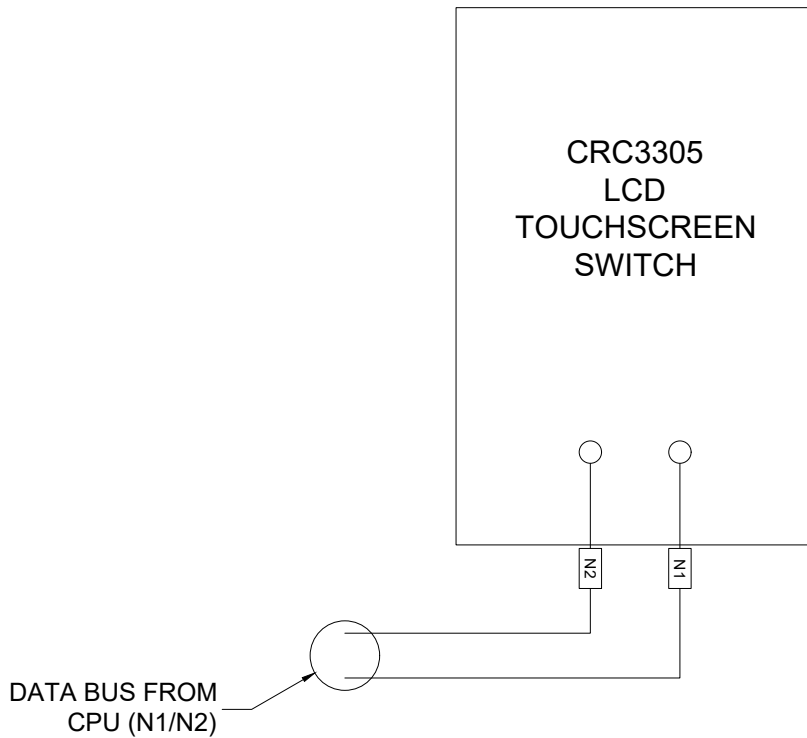 CRC3305
LCD
TOUCHSCREEN
SWITCH
N2
N1
DATA BUS FROM
CPU (N1/N2)